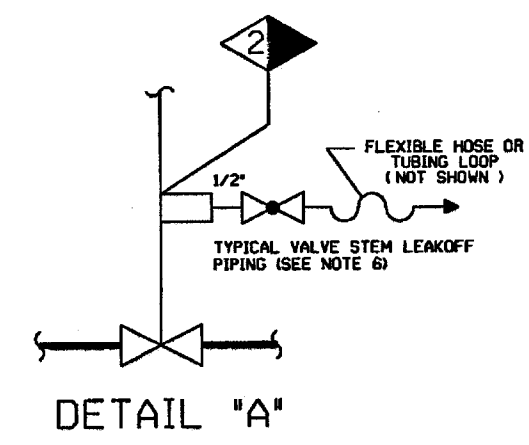 2
FLEXIBLE HOSE OR
TUBING LOOP
(NOT SHOWN)
1/2"
TYPICAL VALVE STEM LEAKOFF
PIPING (SEE NOTE 6)
DETAIL "A"